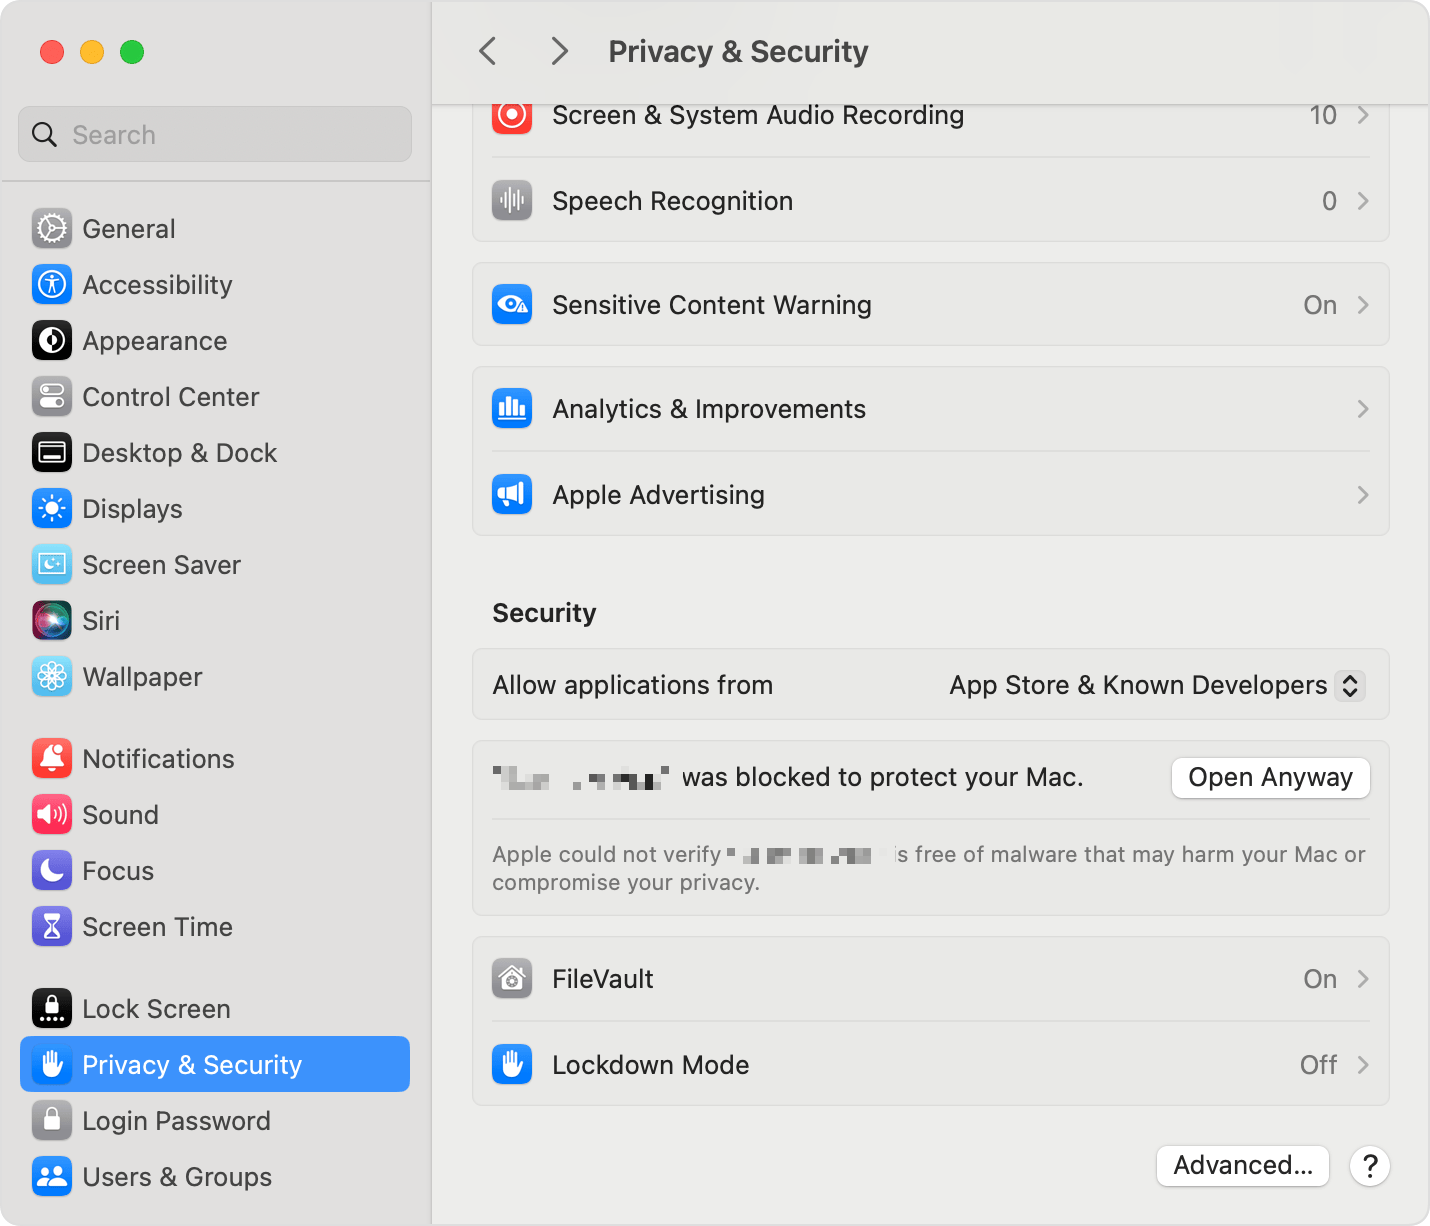 Privacy & Security
Search
General
Accessibility
Appearance
Control Center
Desktop & Dock
Displays
Screen Saver
Siri
Wallpaper
Notifications
Sound
Focus
Screen Time
Lock Screen
Privacy & Security
Login Password
Users & Groups
Screen & System Audio Recording 10
Speech Recognition 0
Sensitive Content Warning On
Analytics & Improvements
Apple Advertising
Security
Allow applications from App Store & Known Developers
was blocked to protect your Mac. Open Anyway
Apple could not verify is free of malware that may harm your Mac or
compromise your privacy.
FileVault On
Lockdown Mode Off
Advanced... ?